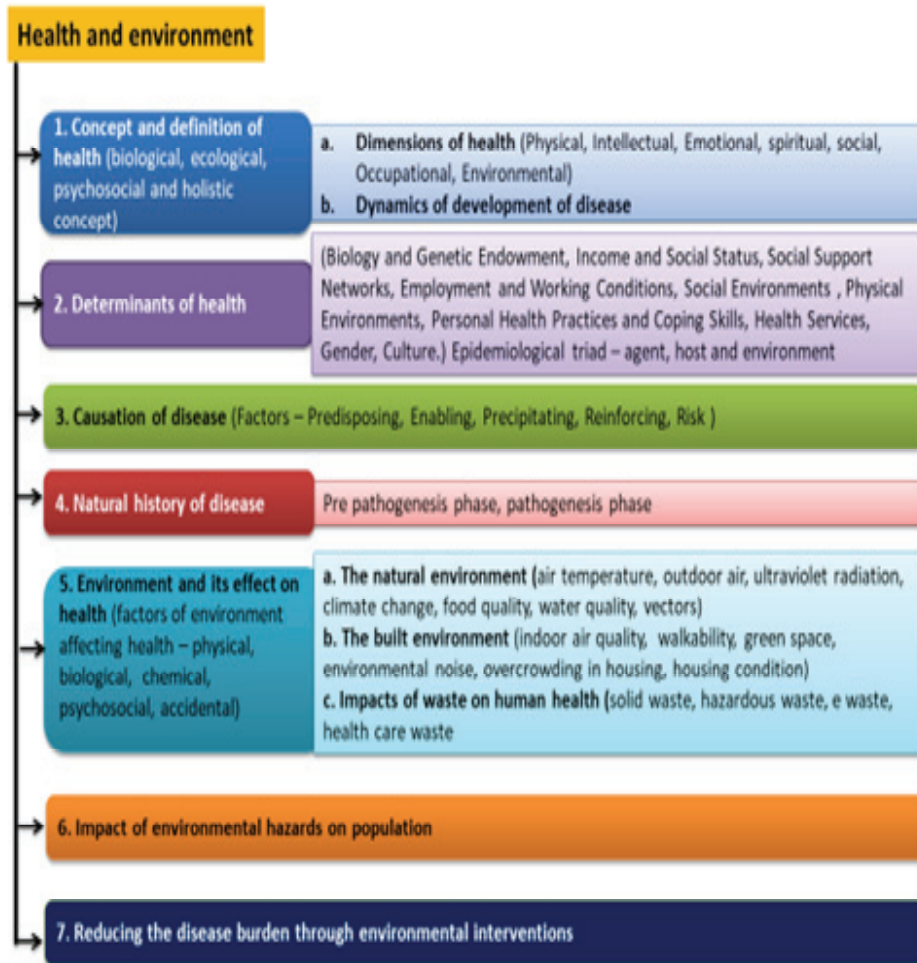 Health and environment
1. Concept and definition of
health (biological, ecological,
psychosocial and holistic
concept)
a. Dimensions of health (Physical, Intellectual, Emotional, spiritual, social,
Occupational, Environmental)
b. Dynamics of development of disease
2. Determinants of health
(Biology and Genetic Endowment, Income and Social Status, Social Support
Networks, Employment and Working Conditions, Social Environments , Physical
Environments, Personal Health Practices and Coping Skills, Health Services,
Gender, Culture.) Epidemiological triad – agent, host and environment
3. Causation of disease (Factors – Predisposing, Enabling, Precipitating, Reinforcing, Risk )
4. Natural history of disease
Pre pathogenesis phase, pathogenesis phase
5. Environment and its effect on
health (factors of environment
affecting health – physical,
biological, chemical,
psychosocial, accidental)
a. The natural environment (air temperature, outdoor air, ultraviolet radiation,
climate change, food quality, water quality, vectors)
b. The built environment (indoor air quality, walkability, green space,
environmental noise, overcrowding in housing, housing condition)
c. Impacts of waste on human health (solid waste, hazardous waste, e waste,
health care waste
6. Impact of environmental hazards on population
7. Reducing the disease burden through environmental interventions